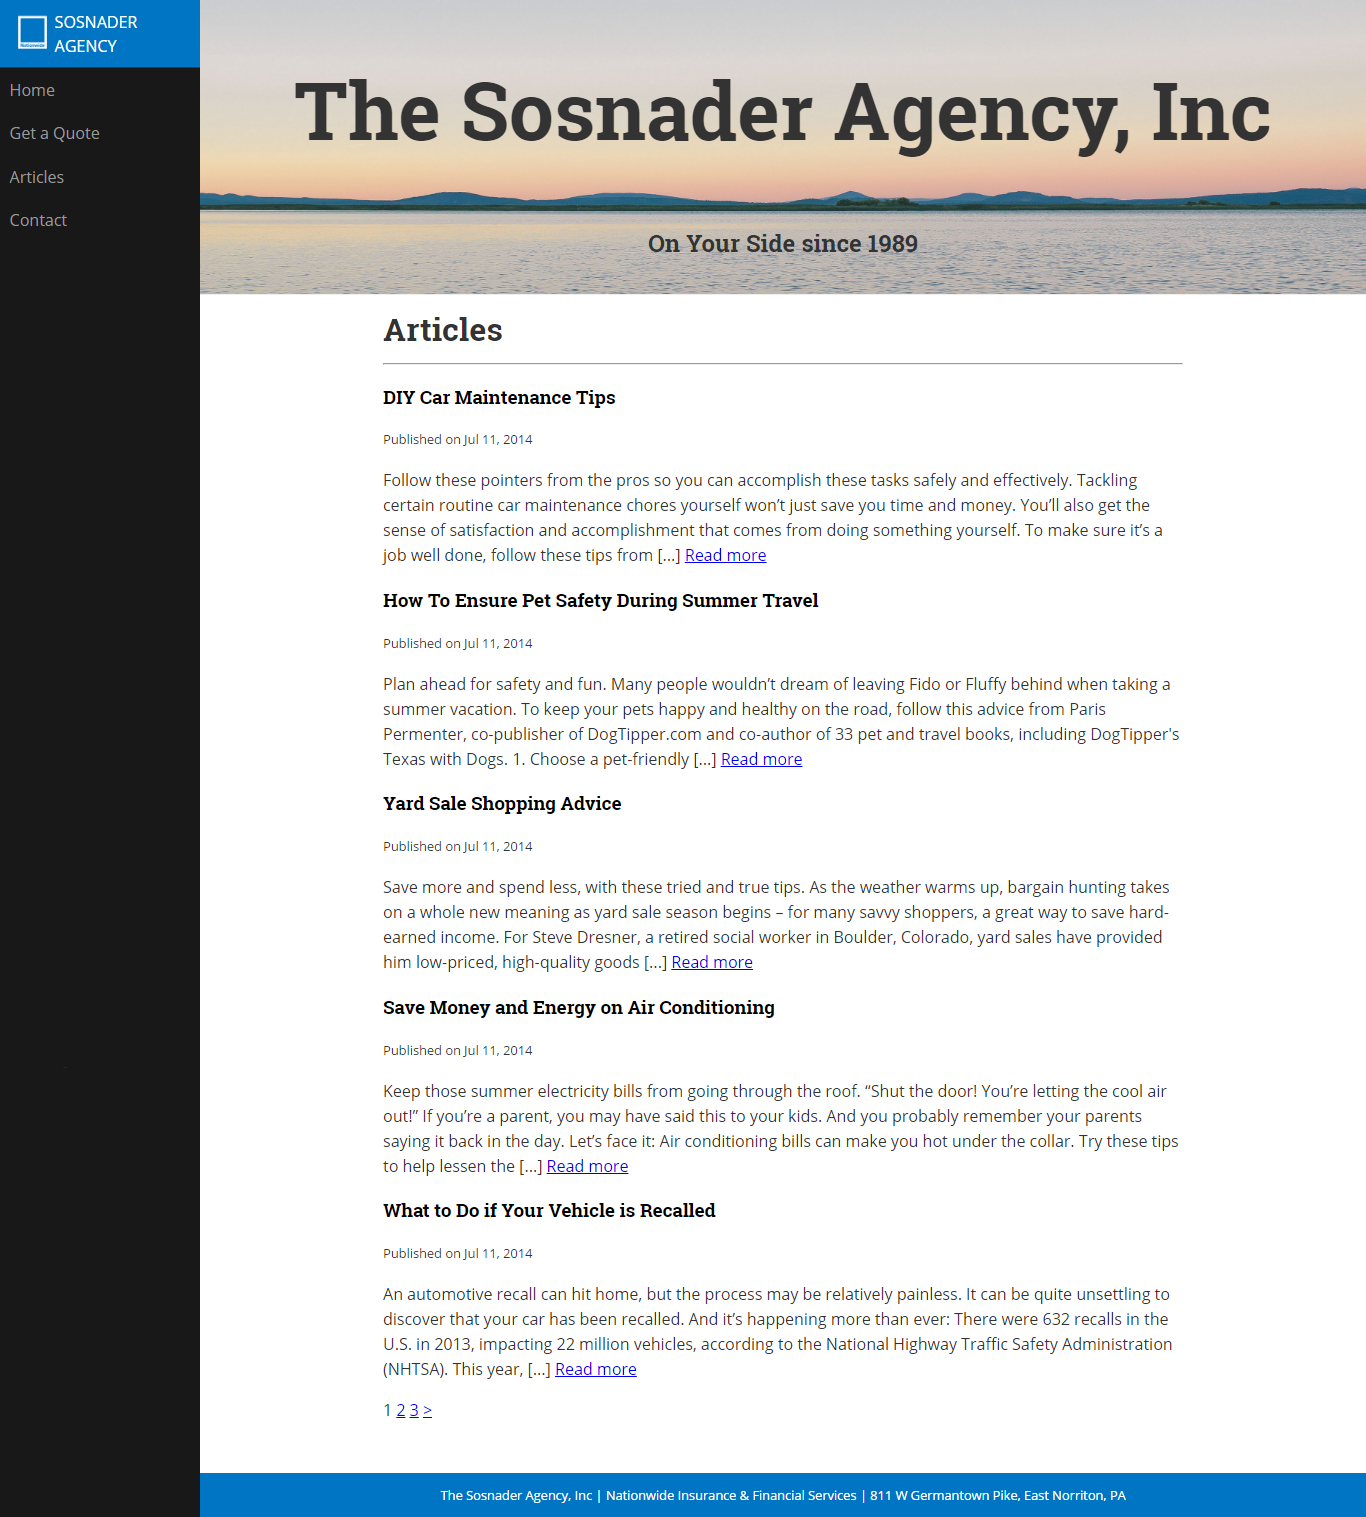 Nationwide
SOSNADER
AGENCY
Home
Get a Quote
Articles
Contact
The Sosnader Agency, Inc
On Your Side since 1989
Articles
DIY Car Maintenance Tips
Published on Jul 11, 2014
Follow these pointers from the pros so you can accomplish these tasks safely and effectively. Tackling
certain routine car maintenance chores yourself won’t just save you time and money. You’ll also get the
sense of satisfaction and accomplishment that comes from doing something yourself. To make sure it’s a
job well done, follow these tips from [...] Read more
How To Ensure Pet Safety During Summer Travel
Published on Jul 11, 2014
Plan ahead for safety and fun. Many people wouldn’t dream of leaving Fido or Fluffy behind when taking a
summer vacation. To keep your pets happy and healthy on the road, follow this advice from Paris
Permenter, co-publisher of DogTipper.com and co-author of 33 pet and travel books, including DogTipper's
Texas with Dogs. 1. Choose a pet-friendly [...] Read more
Yard Sale Shopping Advice
Published on Jul 11, 2014
Save more and spend less, with these tried and true tips. As the weather warms up, bargain hunting takes
on a whole new meaning as yard sale season begins – for many savvy shoppers, a great way to save hard-
earned income. For Steve Dresner, a retired social worker in Boulder, Colorado, yard sales have provided
him low-priced, high-quality goods [...] Read more
Save Money and Energy on Air Conditioning
Published on Jul 11, 2014
Keep those summer electricity bills from going through the roof. “Shut the door! You’re letting the cool air
out!” If you’re a parent, you may have said this to your kids. And you probably remember your parents
saying it back in the day. Let’s face it: Air conditioning bills can make you hot under the collar. Try these tips
to help lessen the [...] Read more
What to Do if Your Vehicle is Recalled
Published on Jul 11, 2014
An automotive recall can hit home, but the process may be relatively painless. It can be quite unsettling to
discover that your car has been recalled. And it’s happening more than ever: There were 632 recalls in the
U.S. in 2013, impacting 22 million vehicles, according to the National Highway Traffic Safety Administration
(NHTSA). This year, [...] Read more
1 2 3 >
The Sosnader Agency, Inc | Nationwide Insurance & Financial Services | 811 W Germantown Pike, East Norriton, PA